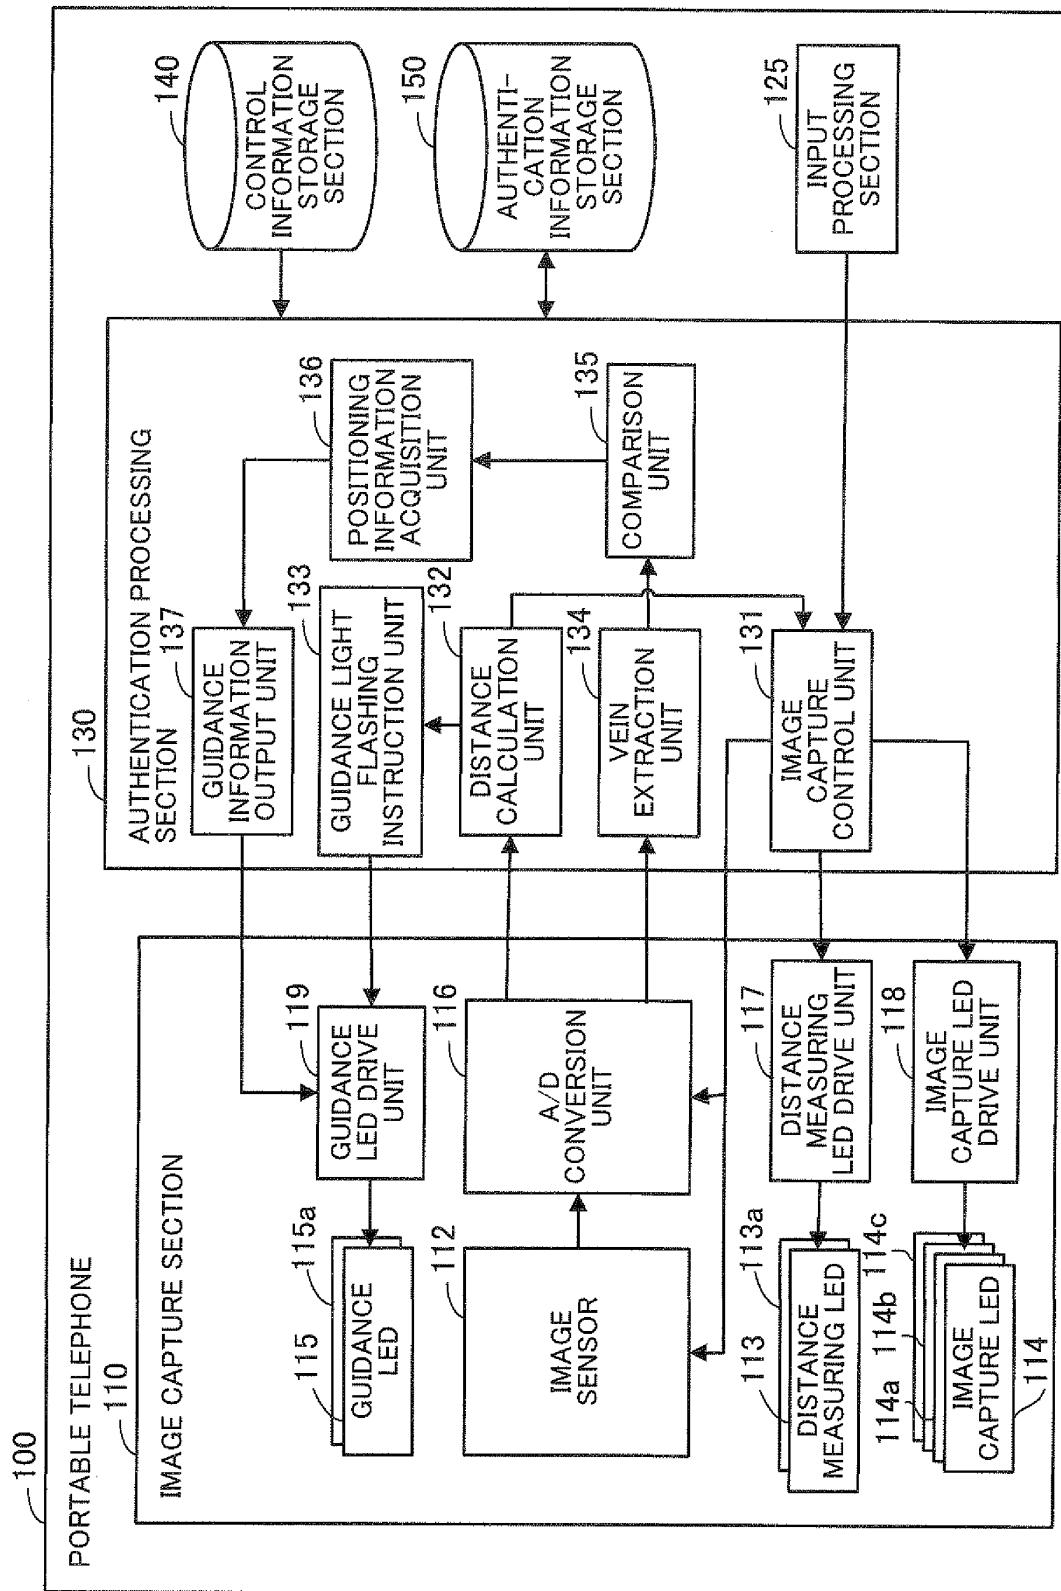 100
PORTABLE TELEPHONE
110
IMAGE CAPTURE SECTION
115
115a
GUIDANCE
LED
119
GUIDANCE
LED DRIVE
UNIT
112
IMAGE
SENSOR
116
A/D
CONVERSION
UNIT
113
113a
DISTANCE
MEASURING LED
117
DISTANCE
MEASURING
LED DRIVE UNIT
114a
114b
114c
IMAGE
CAPTURE LED
114
118
IMAGE
CAPTURE LED
DRIVE UNIT
130
AUTHENTICATION PROCESSING
SECTION
137
GUIDANCE
INFORMATION
OUTPUT UNIT
136
POSITIONING
INFORMATION
ACQUISITION
UNIT
133
GUIDANCE LIGHT
FLASHING
INSTRUCTION UNIT
132
DISTANCE
CALCULATION
UNIT
135
COMPARISON
UNIT
134
VEIN
EXTRACTION
UNIT
131
IMAGE
CAPTURE
CONTROL UNIT
140
CONTROL
INFORMATION
STORAGE
SECTION
150
AUTHENTI-
CATION
INFORMATION
STORAGE
SECTION
125
INPUT
PROCESSING
SECTION